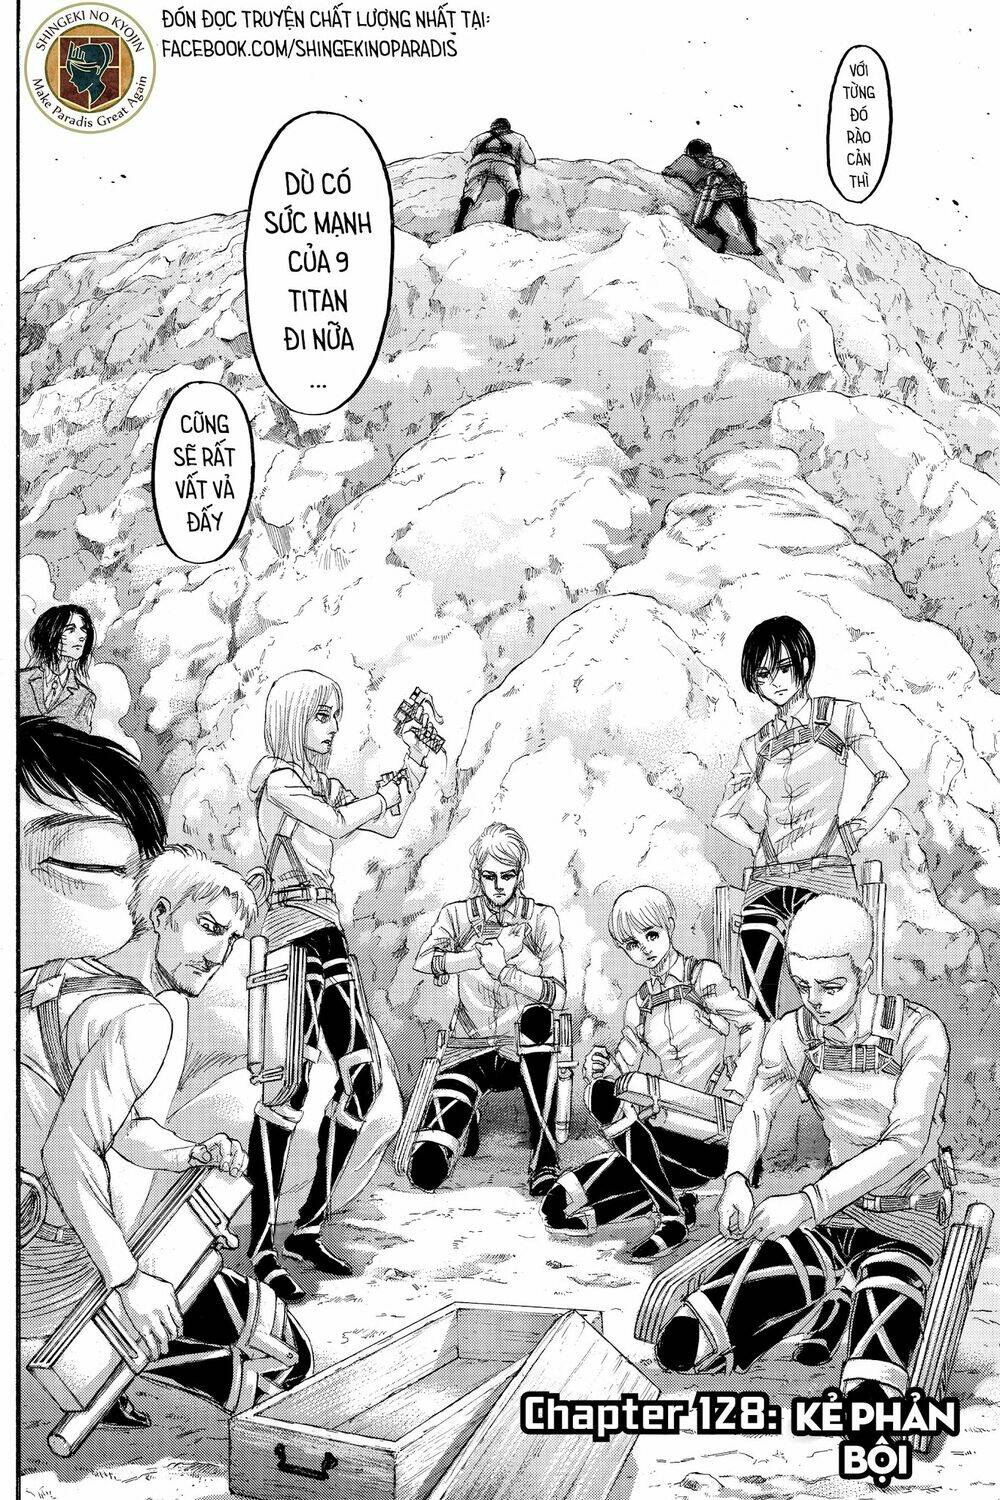 SHINGEKI NO KYOJIN
Make Paradis Great Again
ĐÓN ĐỌC TRUYỆN CHẤT LƯỢNG NHẤT TẠI:
FACEBOOK.COM/SHINGEKINOPARADIS
VỚI
TỪNG
ĐÓ
RÀO
CẢN
THÌ
DÙ CÓ
SỨC MẠNH
CỦA 9
TITAN
ĐI NỮA
...
CŨNG
SẼ RẤT
VẤT VẢ
ĐẤY
Chapter 128: KẺ PHẢN
BỘI